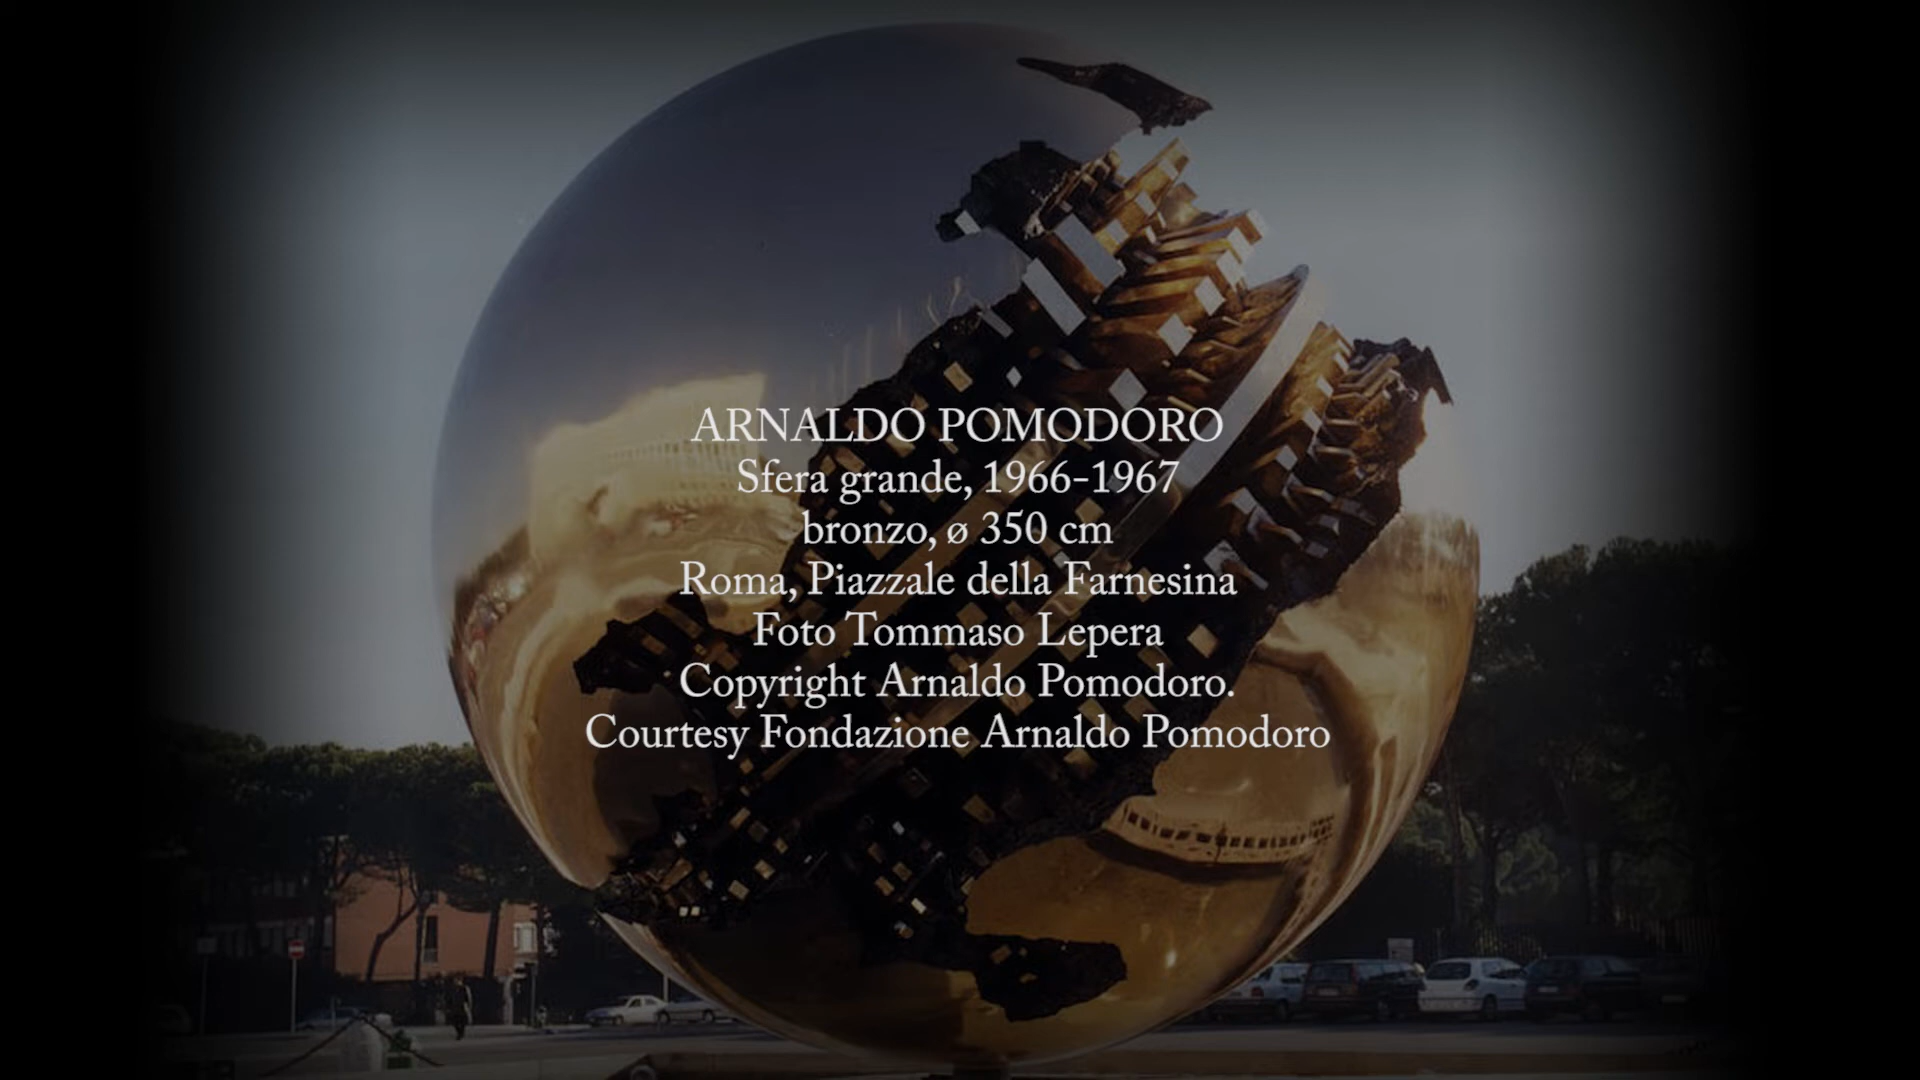 ARNALDO POMODORO
Sfera grande, 1966-1967
bronzo, ø 350 cm
Roma, Piazzale della Farnesina
Foto Tommaso Lepera
Copyright Arnaldo Pomodoro.
Courtesy Fondazione Arnaldo Pomodoro